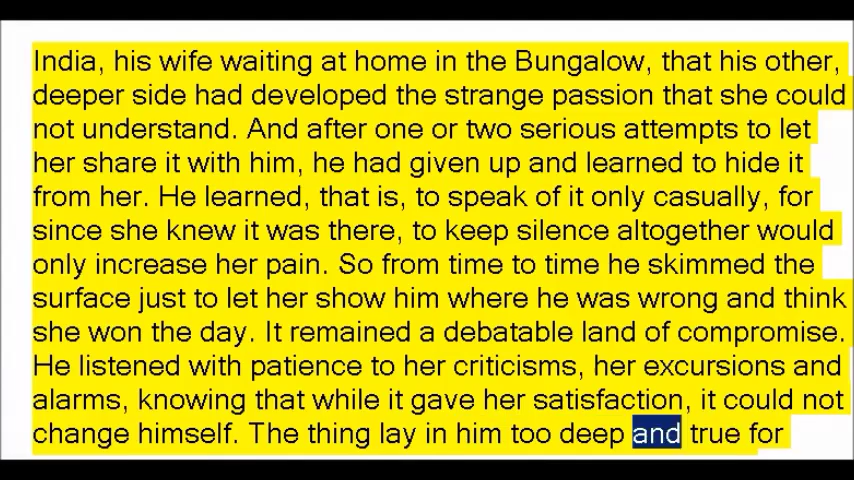 India, his wife waiting at home in the Bungalow, that his other,
deeper side had developed the strange passion that she could
not understand. And after one or two serious attempts to let
her share it with him, he had given up and learned to hide it
from her. He learned, that is, to speak of it only casually, for
since she knew it was there, to keep silence altogether would
only increase her pain. So from time to time he skimmed the
surface just to let her show him where he was wrong and think
she won the day. It remained a debatable land of compromise.
He listened with patience to her criticisms, her excursions and
alarms, knowing that while it gave her satisfaction, it could not
change himself. The thing lay in him too deep and true for